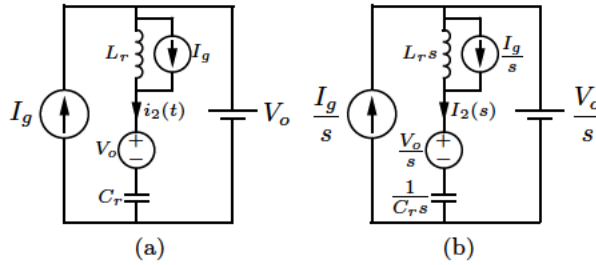 L_r
I_g
I_g
i_2(t)
V_o
+
−
V_o
C_r
(a)
L_r s
I_g/s
I_g/s
I_2(s)
V_o/s
+
−
V_o/s
1/(C_r s)
(b)